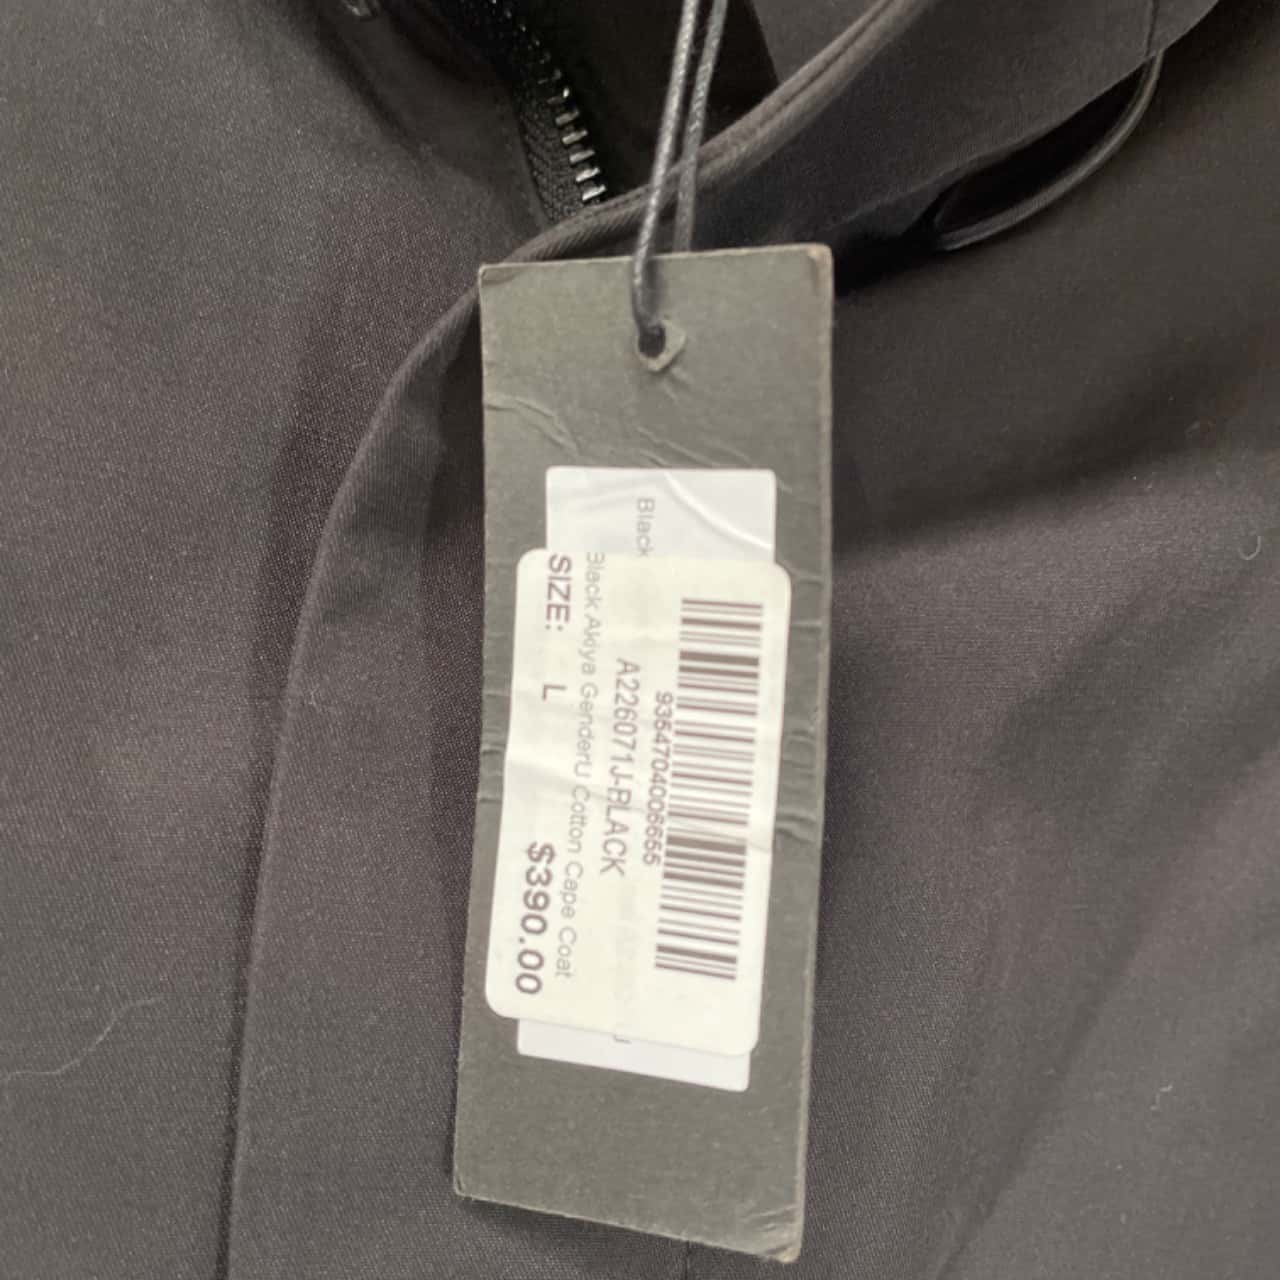 Black
9354704006655
A226071J-BLACK
Black Akiya GenderU Cotton Cape Coat
SIZE: L
$390.00